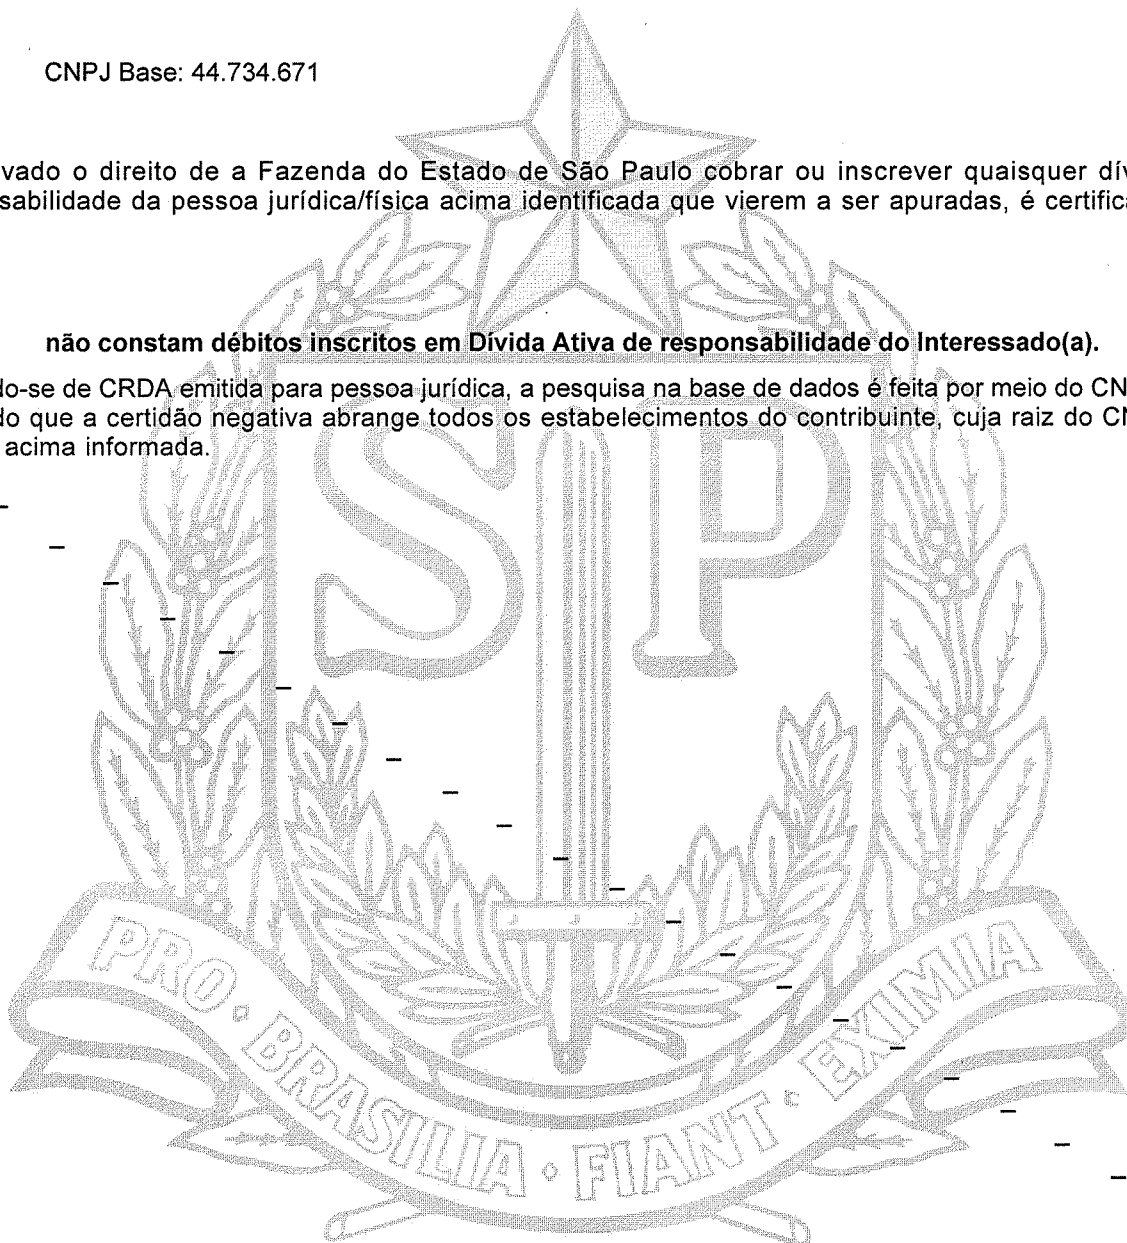 CNPJ Base: 44.734.671
vado o direito de a Fazenda do Estado de São Paulo cobrar ou inscrever quaisquer dív
sabilidade da pessoa jurídica/física acima identificada que vierem a ser apuradas, é certifica
não constam débitos inscritos em Dívida Ativa de responsabilidade do Interessado(a).
do-se de CRDA emitida para pessoa jurídica, a pesquisa na base de dados é feita por meio do CN
do que a certidão negativa abrange todos os estabelecimentos do contribuinte, cuja raiz do CN
acima informada.
SP
PRO • BRASILIA • FIANT • EXIMIA